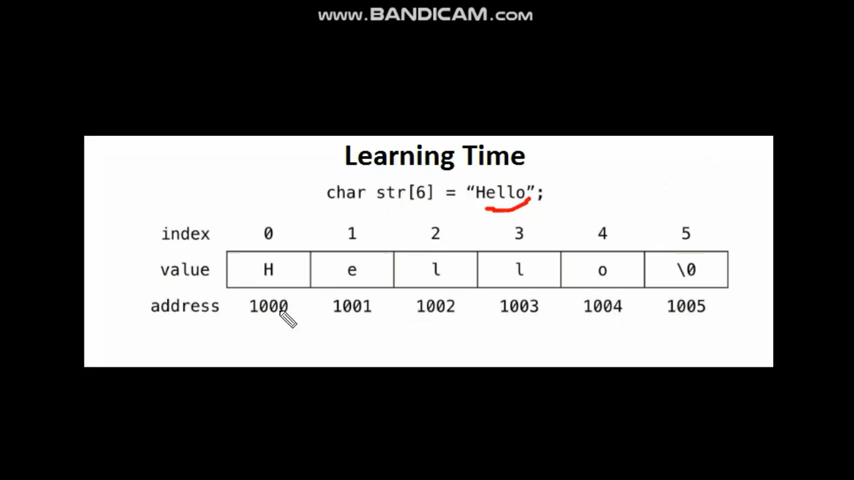 www.BANDICAM.com
Learning Time
char str[6] = “Hello”;
index 0 1 2 3 4 5
value H e l l o \0
address 1000 1001 1002 1003 1004 1005